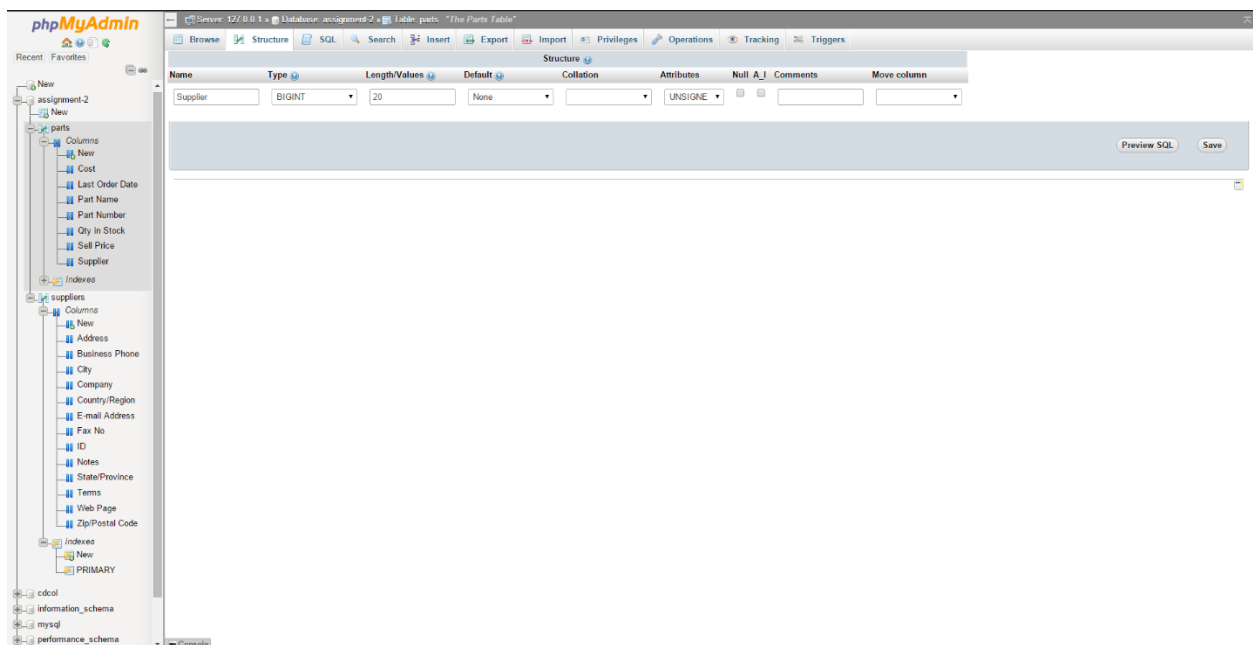 phpMyAdmin
Recent Favorites
New
assignment-2
New
parts
Columns
New
Cost
Last Order Date
Part Name
Part Number
Qty in Stock
Sell Price
Supplier
Indexes
suppliers
Columns
New
Address
Business Phone
City
Company
Country/Region
E-mail Address
Fax No
ID
Notes
State/Province
Terms
Web Page
Zip/Postal Code
Indexes
New
PRIMARY
cdcol
information_schema
mysql
performance_schema
Server: 127.0.0.1 » Database: assignment-2 » Table: parts "The Parts Table"
Browse Structure SQL Search Insert Export Import Privileges Operations Tracking Triggers
Structure
Name Type Length/Values Default Collation Attributes Null A_I Comments Move column
Supplier BIGINT 20 None UNSIGNE
Preview SQL Save
Console